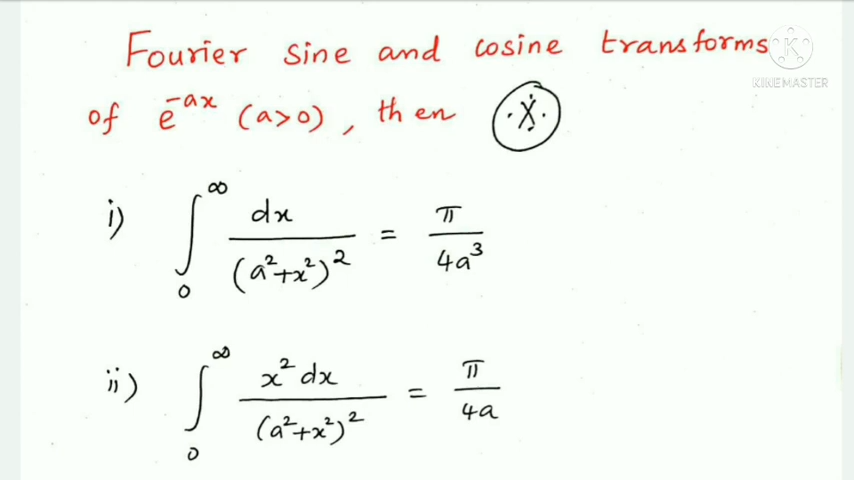 Fourier sine and cosine transforms
K
KINEMASTER
of e^{-ax} (a>0), then
i) ∫_0^∞ dx/(a²+x²)² = π/4a³
ii) ∫_0^∞ x² dx/(a²+x²)² = π/4a